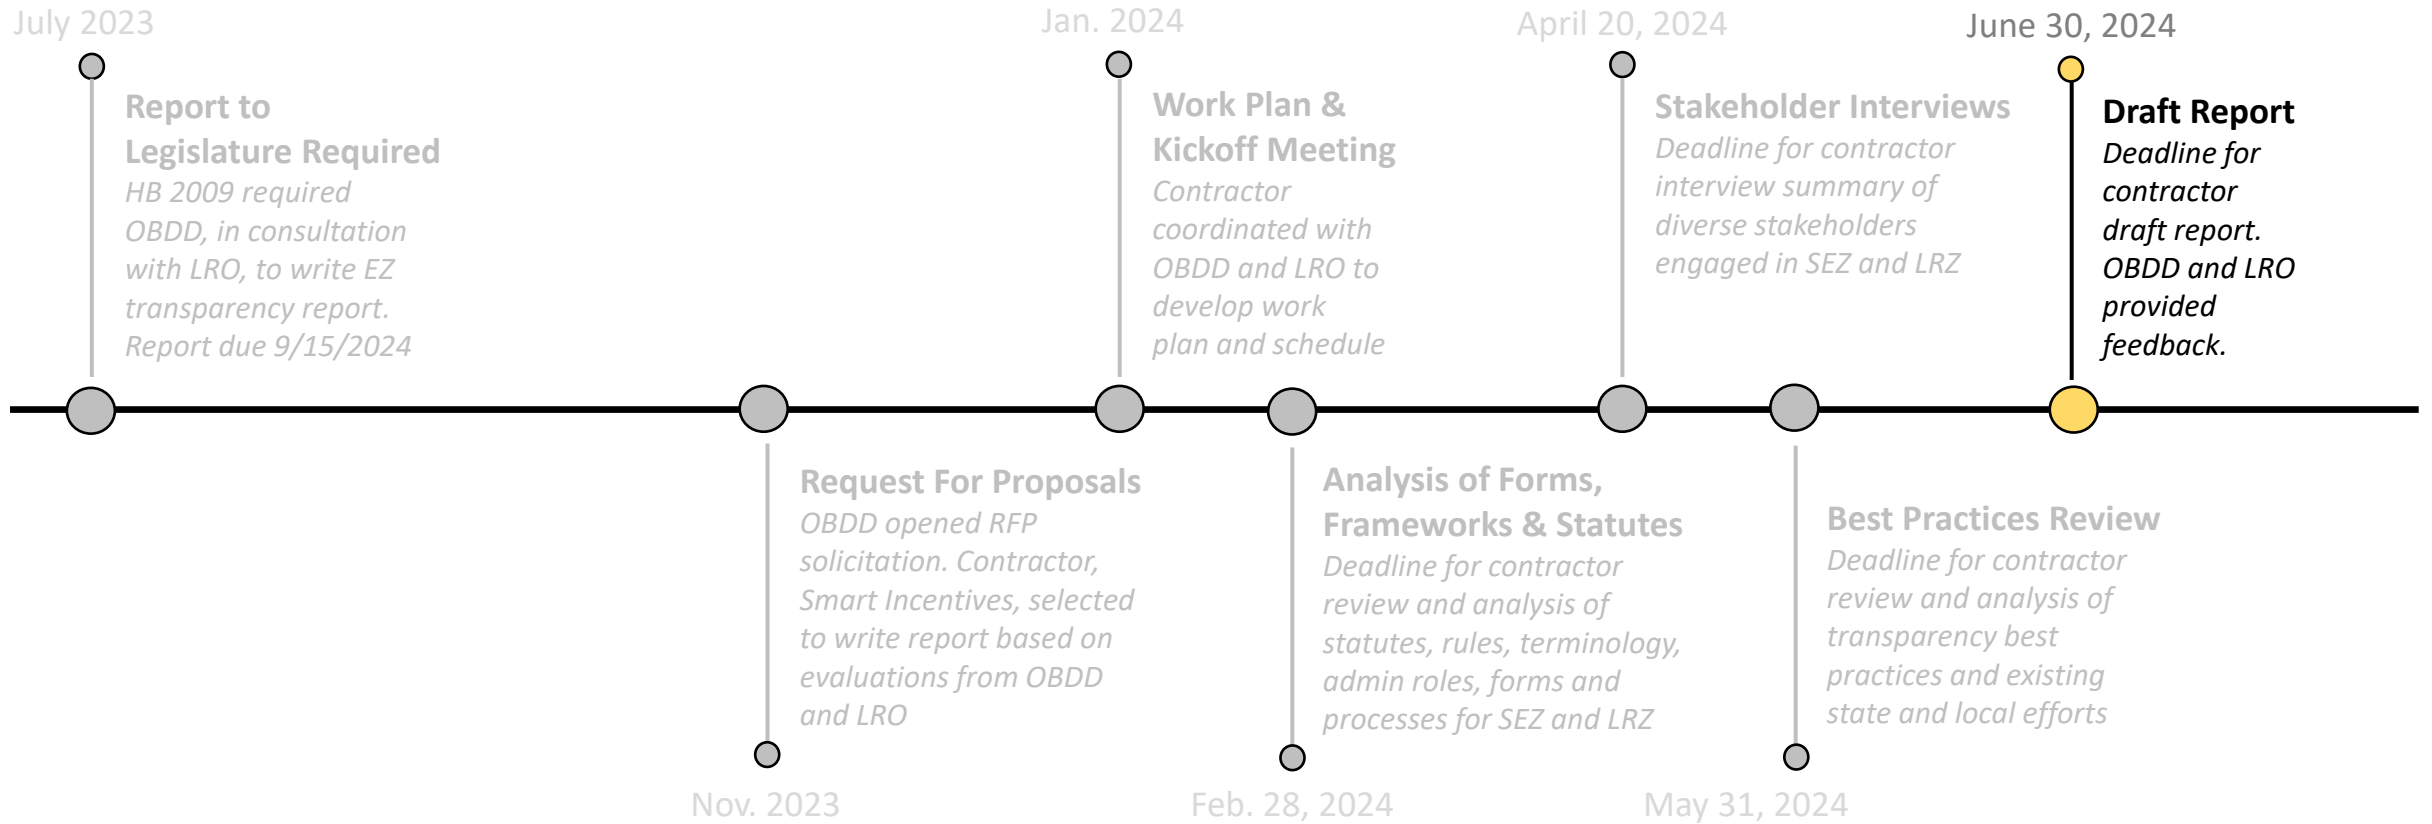 July 2023
Report to
Legislature Required
HB 2009 required
OBDD, in consultation
with LRO, to write EZ
transparency report.
Report due 9/15/2024
Nov. 2023
Request For Proposals
OBDD opened RFP
solicitation. Contractor,
Smart Incentives, selected
to write report based on
evaluations from OBDD
and LRO
Jan. 2024
Work Plan &
Kickoff Meeting
Contractor
coordinated with
OBDD and LRO to
develop work
plan and schedule
Feb. 28, 2024
Analysis of Forms,
Frameworks & Statutes
Deadline for contractor
review and analysis of
statutes, rules, terminology,
admin roles, forms and
processes for SEZ and LRZ
April 20, 2024
Stakeholder Interviews
Deadline for contractor
interview summary of
diverse stakeholders
engaged in SEZ and LRZ
May 31, 2024
Best Practices Review
Deadline for contractor
review and analysis of
transparency best
practices and existing
state and local efforts
June 30, 2024
Draft Report
Deadline for
contractor
draft report.
OBDD and LRO
provided
feedback.